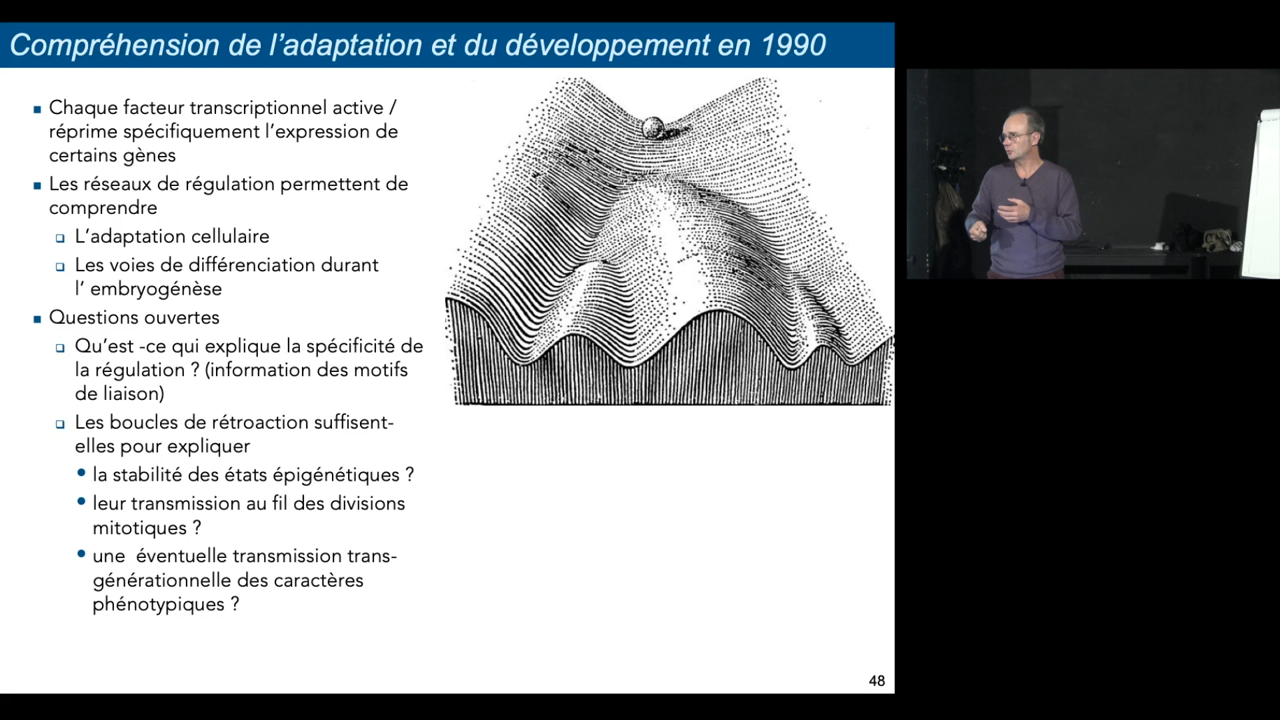 Compréhension de l’adaptation et du développement en 1990
Chaque facteur transcriptionnel active /
réprime spécifiquement l’expression de
certains gènes
Les réseaux de régulation permettent de
comprendre
L’adaptation cellulaire
Les voies de différenciation durant
l’ embryogénèse
Questions ouvertes
Qu’est -ce qui explique la spécificité de
la régulation ? (information des motifs
de liaison)
Les boucles de rétroaction suffisent-
elles pour expliquer
la stabilité des états épigénétiques ?
leur transmission au fil des divisions
mitotiques ?
une  éventuelle transmission trans-
générationnelle des caractères
phénotypiques ?
48